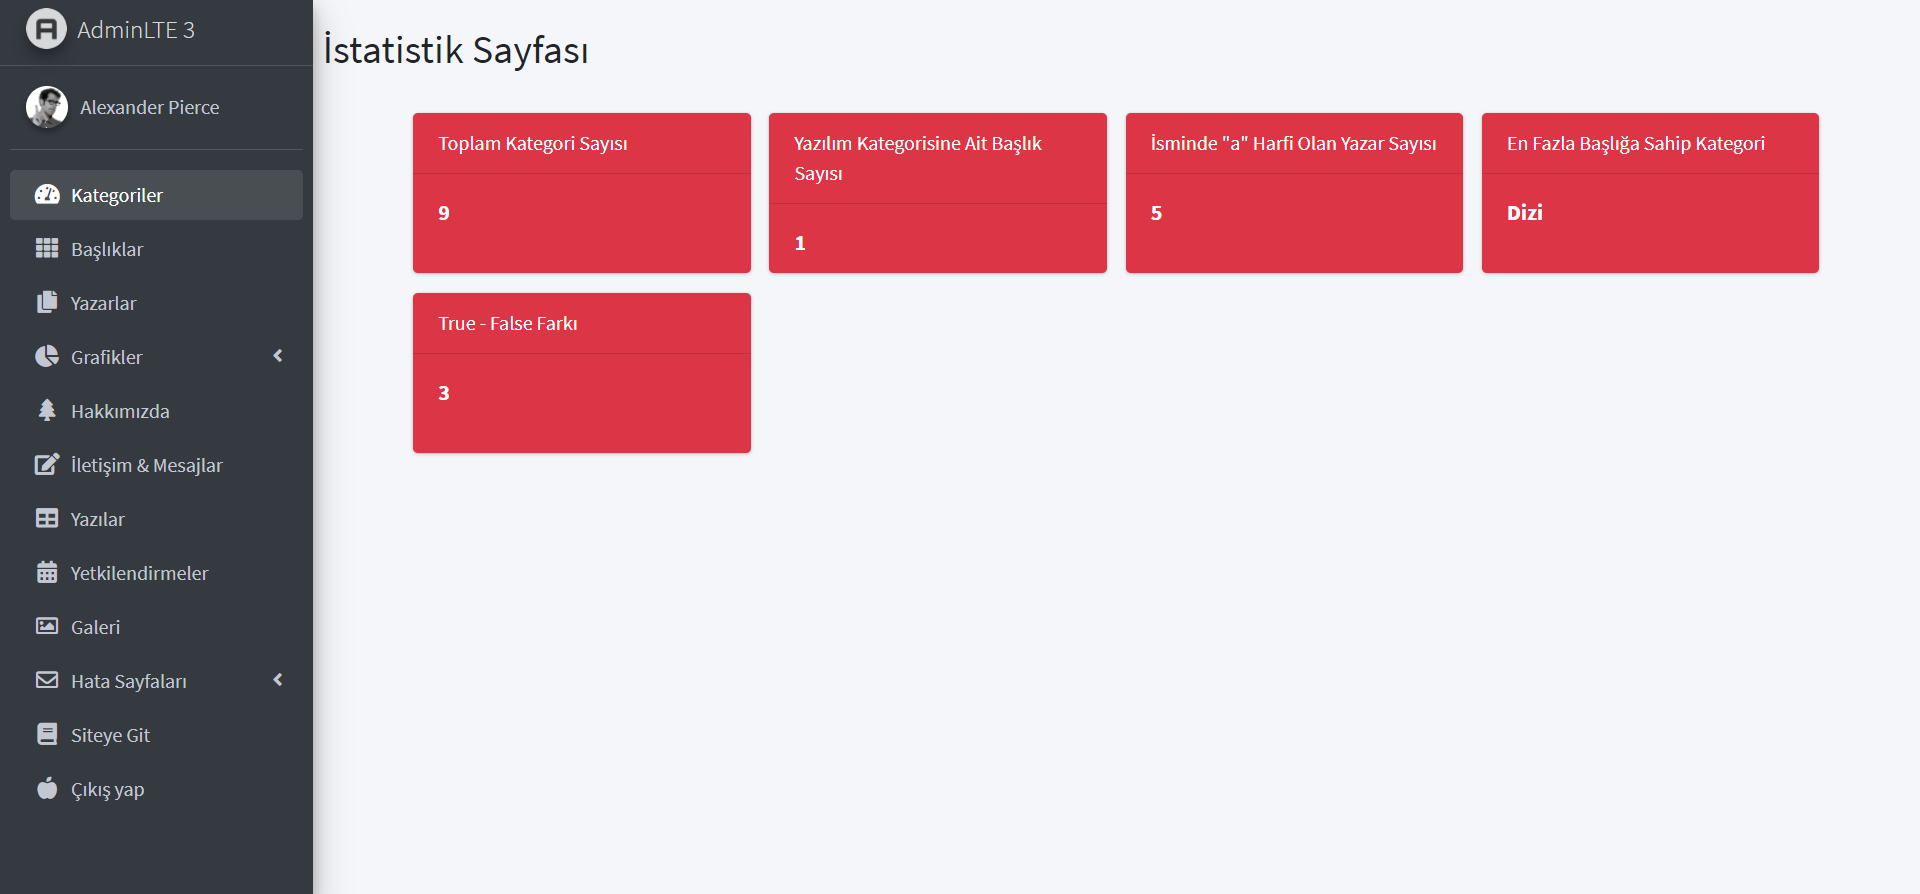 AdminLTE 3
Alexander Pierce
Kategoriler
Başlıklar
Yazarlar
Grafikler
Hakkımızda
İletişim & Mesajlar
Yazılar
Yetkilendirmeler
Galeri
Hata Sayfaları
Siteye Git
Çıkış yap
İstatistik Sayfası
Toplam Kategori Sayısı
9
Yazılım Kategorisine Ait Başlık
Sayısı
1
İsminde "a" Harfi Olan Yazar Sayısı
5
En Fazla Başlığa Sahip Kategori
Dizi
True - False Farkı
3